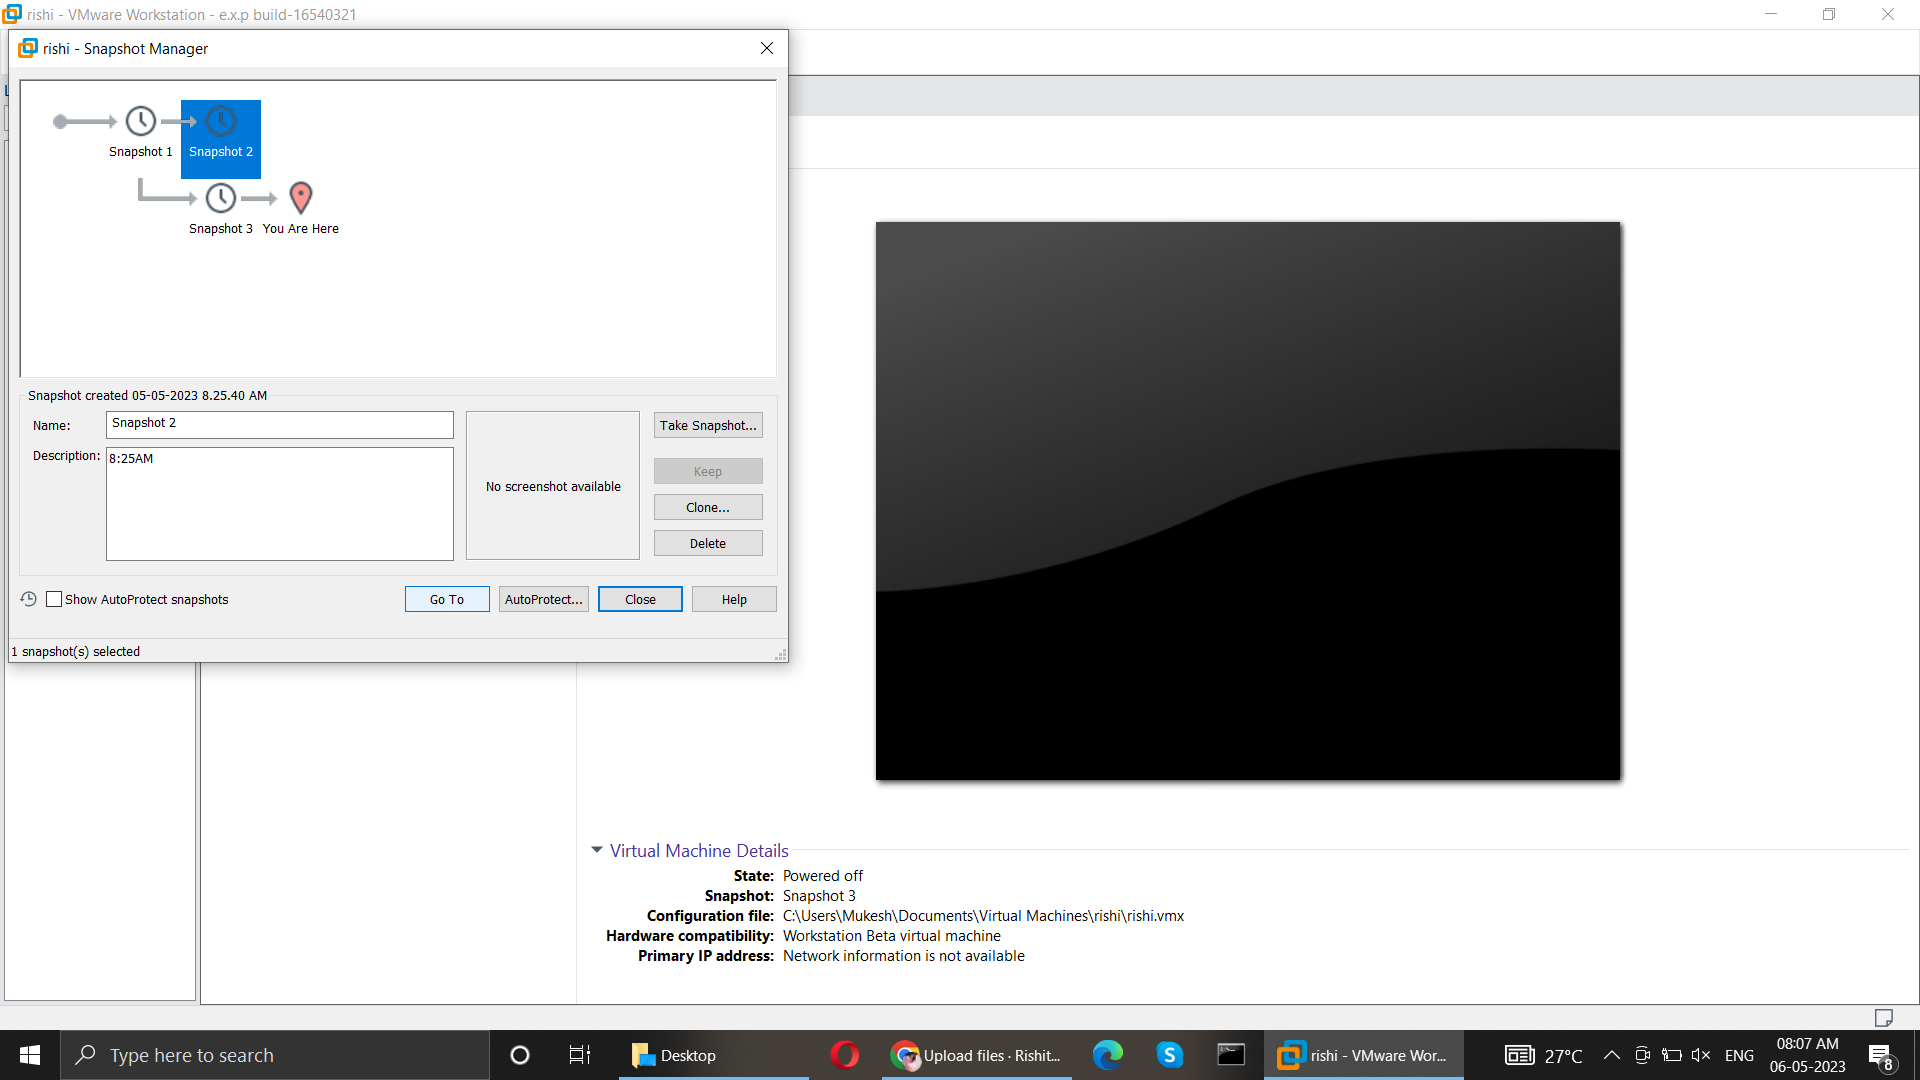 rishi - VMware Workstation - e.x.p build-16540321
rishi - Snapshot Manager
Snapshot 1
Snapshot 2
Snapshot 3
You Are Here
Snapshot created 05-05-2023 8.25.40 AM
Name:
Snapshot 2
Description:
8:25AM
No screenshot available
Take Snapshot...
Keep
Clone...
Delete
Show AutoProtect snapshots
Go To
AutoProtect...
Close
Help
1 snapshot(s) selected
Virtual Machine Details
State: Powered off
Snapshot: Snapshot 3
Configuration file: C:\Users\Mukesh\Documents\Virtual Machines\rishi\rishi.vmx
Hardware compatibility: Workstation Beta virtual machine
Primary IP address: Network information is not available
Type here to search
Desktop
Upload files · Rishit...
rishi - VMware Wor...
27°C
ENG
08:07 AM
06-05-2023
8